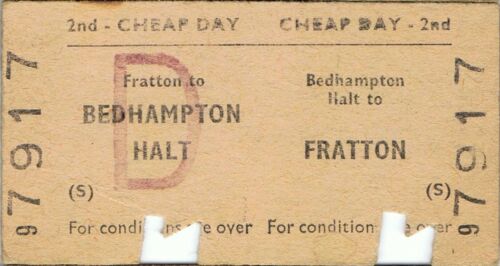 2nd - CHEAP DAY CHEAP DAY - 2nd
Fratton to
BEDHAMPTON
HALT
D
Bedhampton
Halt to
FRATTON
(S) (S)
For conditions see over For conditions see over
97917 97917